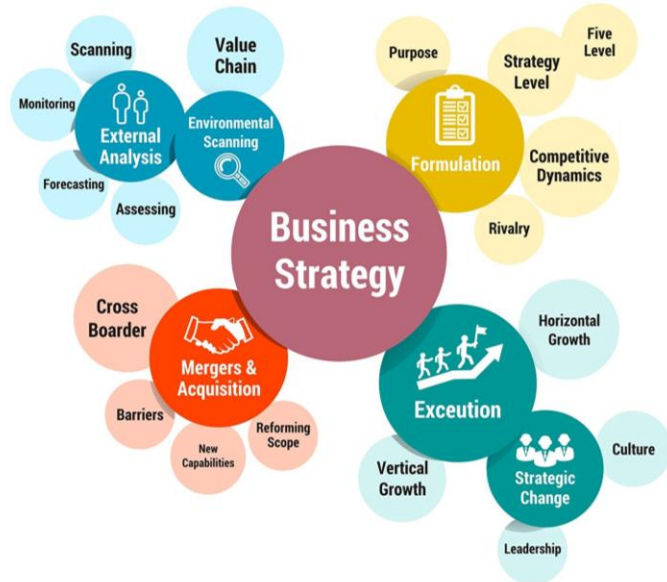 Scanning
Value
Chain
Monitoring
External
Analysis
Environmental
Scanning
Forecasting
Assessing
Purpose
Strategy
Level
Five
Level
Formulation
Competitive
Dynamics
Rivalry
Business
Strategy
Cross
Boarder
Mergers &
Acquisition
Barriers
New
Capabilities
Reforming
Scope
Horizontal
Growth
Exceution
Vertical
Growth
Strategic
Change
Culture
Leadership